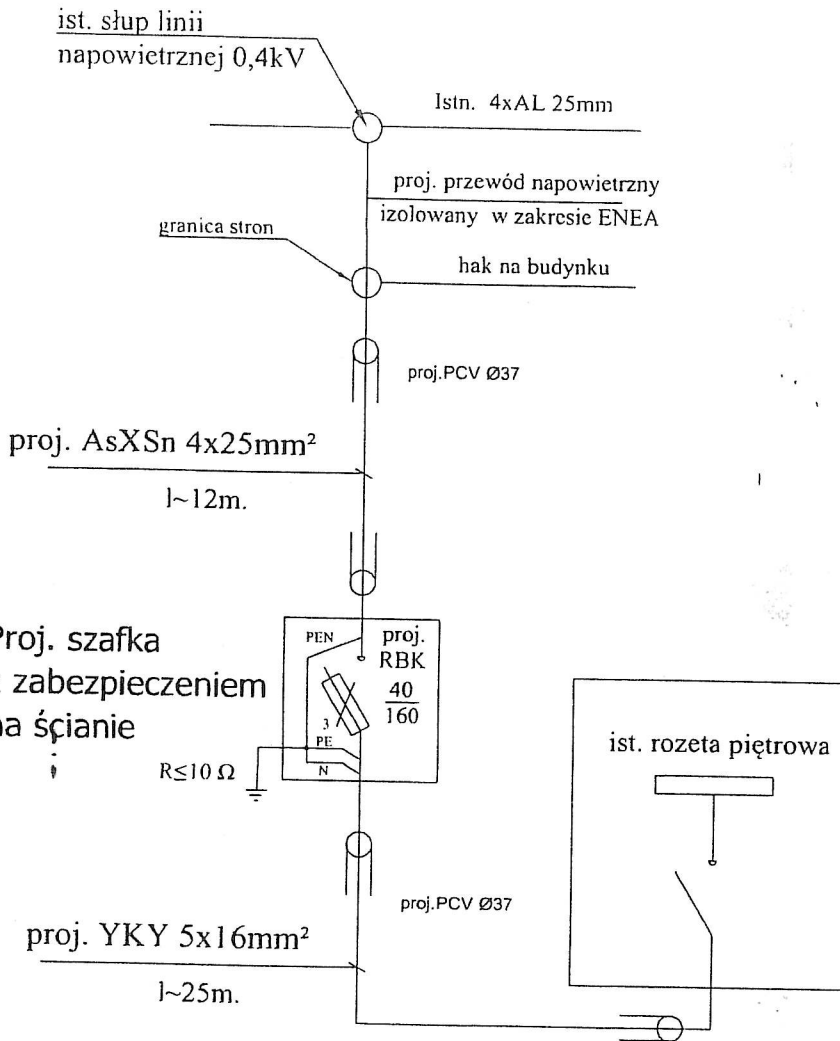 ist. słup linii
napowietrznej 0,4kV
Istn. 4xAL 25mm
proj. przewód napowietrzny
izolowany w zakresie ENEA
granica stron
hak na budynku
proj.PCV Ø37
proj. AsXSn 4x25mm²
l~12m.
Proj. szafka
z zabezpieczeniem
na ścianie
PEN
proj.
RBK
40
160
3
PE
N
R≤10 Ω
ist. rozeta piętrowa
proj.PCV Ø37
proj. YKY 5x16mm²
l~25m.